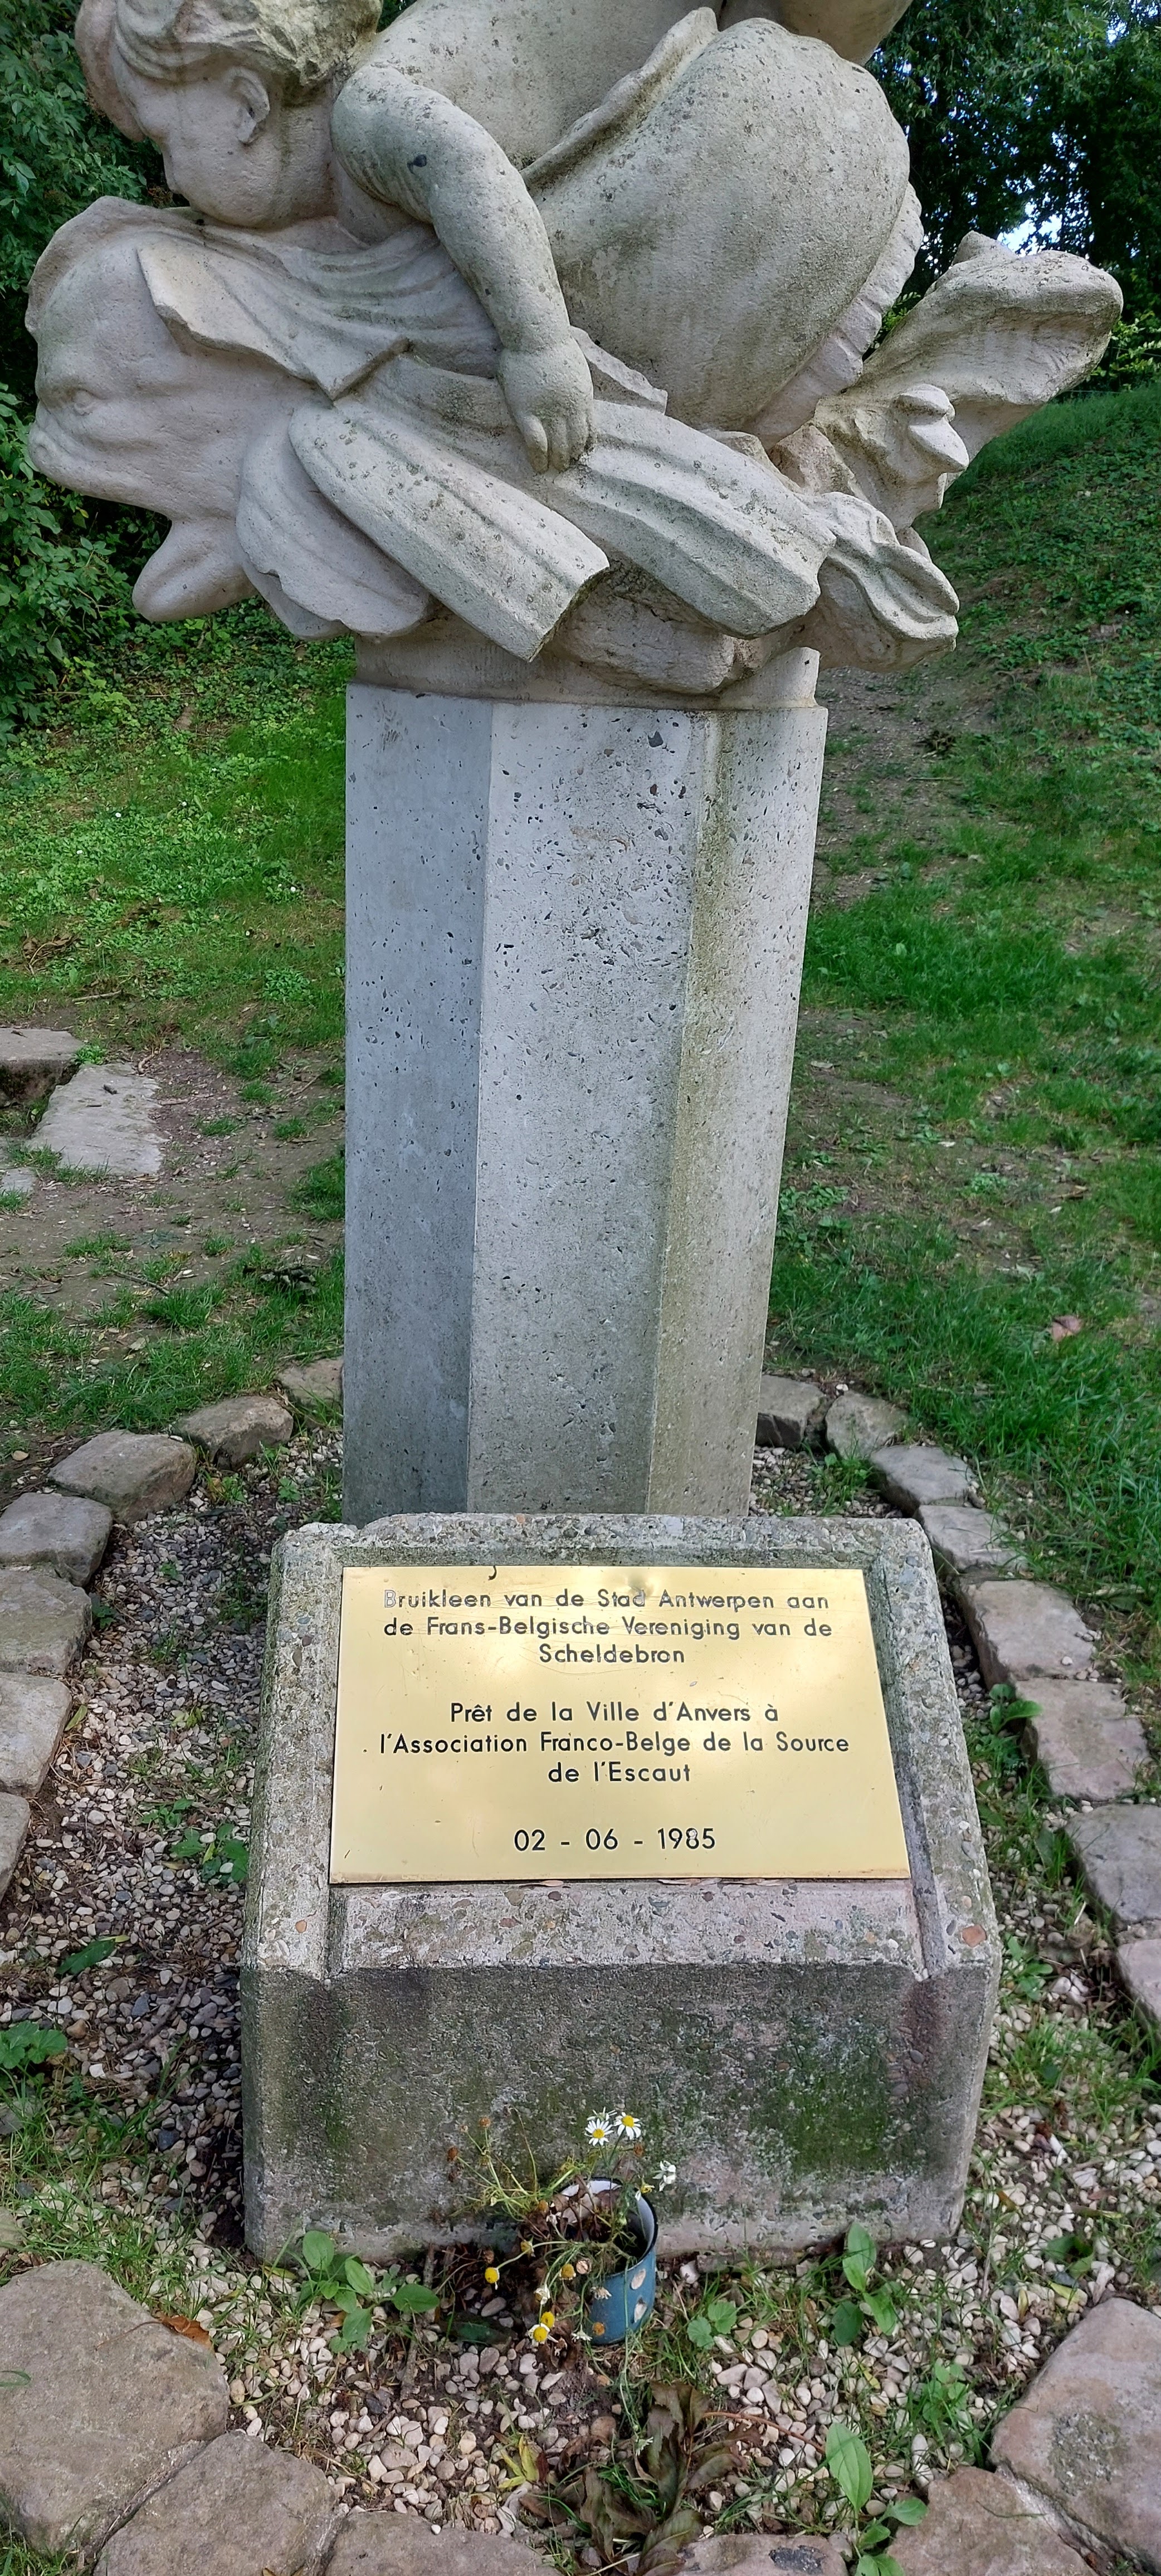 Bruikleen van de Stad Antwerpen aan
de Frans-Belgische Vereniging van de
Scheldebron
Prêt de la Ville d'Anvers à
l'Association Franco-Belge de la Source
de l'Escaut
02 - 06 - 1985